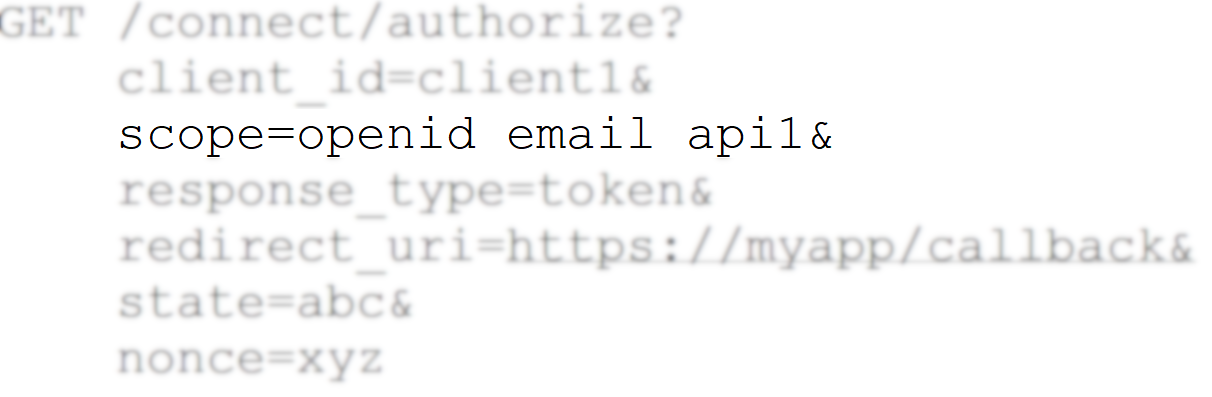 GET /connect/authorize?
client_id=client1&
scope=openid email api1&
response_type=token&
redirect_uri=https://myapp/callback&
state=abc&
nonce=xyz